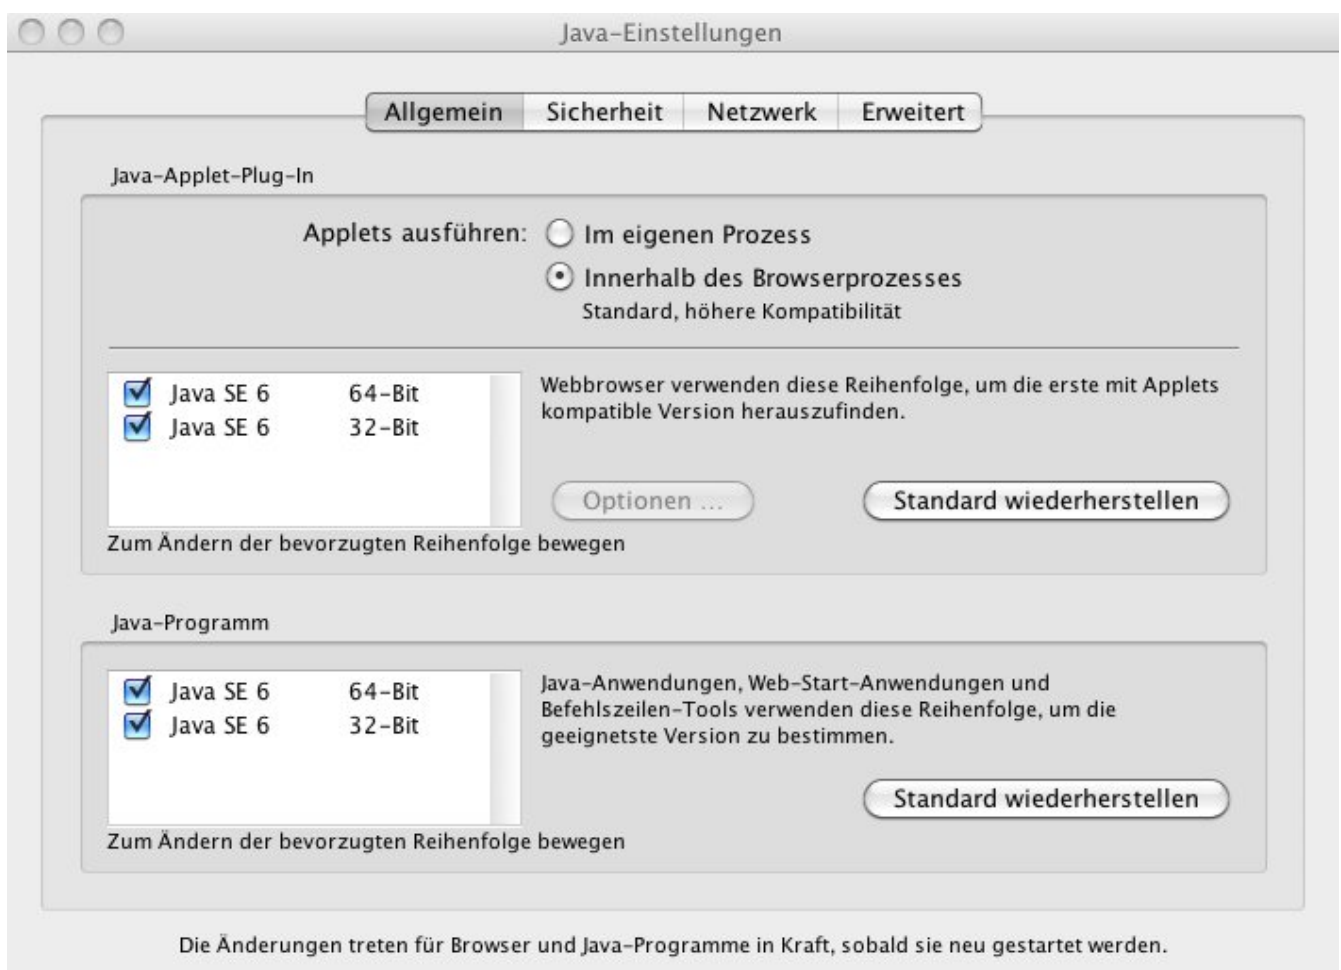 Java-Einstellungen
Allgemein Sicherheit Netzwerk Erweitert
Java-Applet-Plug-In
Applets ausführen: Im eigenen Prozess
Innerhalb des Browserprozesses
Standard, höhere Kompatibilität
Java SE 6 64-Bit
Java SE 6 32-Bit
Webbrowser verwenden diese Reihenfolge, um die erste mit Applets
kompatible Version herauszufinden.
Optionen ... Standard wiederherstellen
Zum Ändern der bevorzugten Reihenfolge bewegen
Java-Programm
Java SE 6 64-Bit
Java SE 6 32-Bit
Java-Anwendungen, Web-Start-Anwendungen und
Befehlszeilen-Tools verwenden diese Reihenfolge, um die
geeignetste Version zu bestimmen.
Standard wiederherstellen
Zum Ändern der bevorzugten Reihenfolge bewegen
Die Änderungen treten für Browser und Java-Programme in Kraft, sobald sie neu gestartet werden.